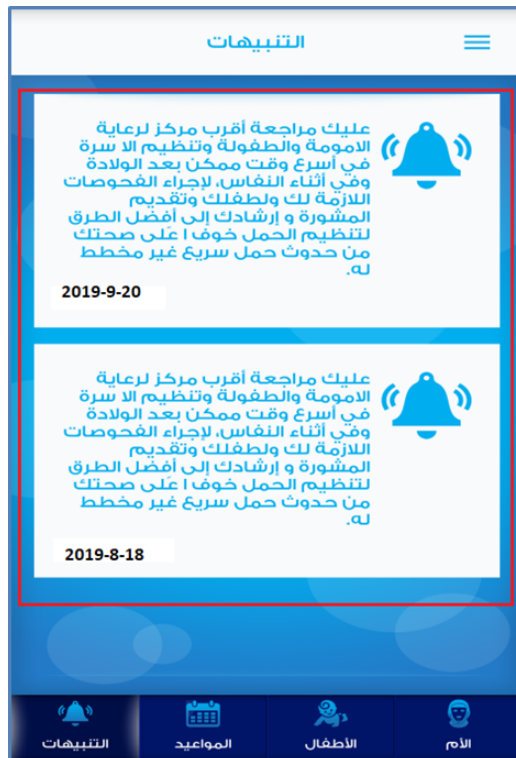 التنبيهات
عليك مراجعة أقرب مركز لرعاية
الامومة والطفولة وتنظيم الا سرة
في أسرع وقت ممكن بعد الولادة
وفي أثناء النفاس، لإجراء الفحوصات
اللازمة لك ولطفلك وتقديم
المشورة و إرشادك إلى أفضل الطرق
لتنظيم الحمل خوف ا عًلى صحتك
من حدوث حمل سريع غير مخطط
له.
2019-9-20
عليك مراجعة أقرب مركز لرعاية
الامومة والطفولة وتنظيم الا سرة
في أسرع وقت ممكن بعد الولادة
وفي أثناء النفاس، لإجراء الفحوصات
اللازمة لك ولطفلك وتقديم
المشورة و إرشادك إلى أفضل الطرق
لتنظيم الحمل خوف ا عًلى صحتك
من حدوث حمل سريع غير مخطط
له.
2019-8-18
الأم
الأطفال
المواعيد
التنبيهات